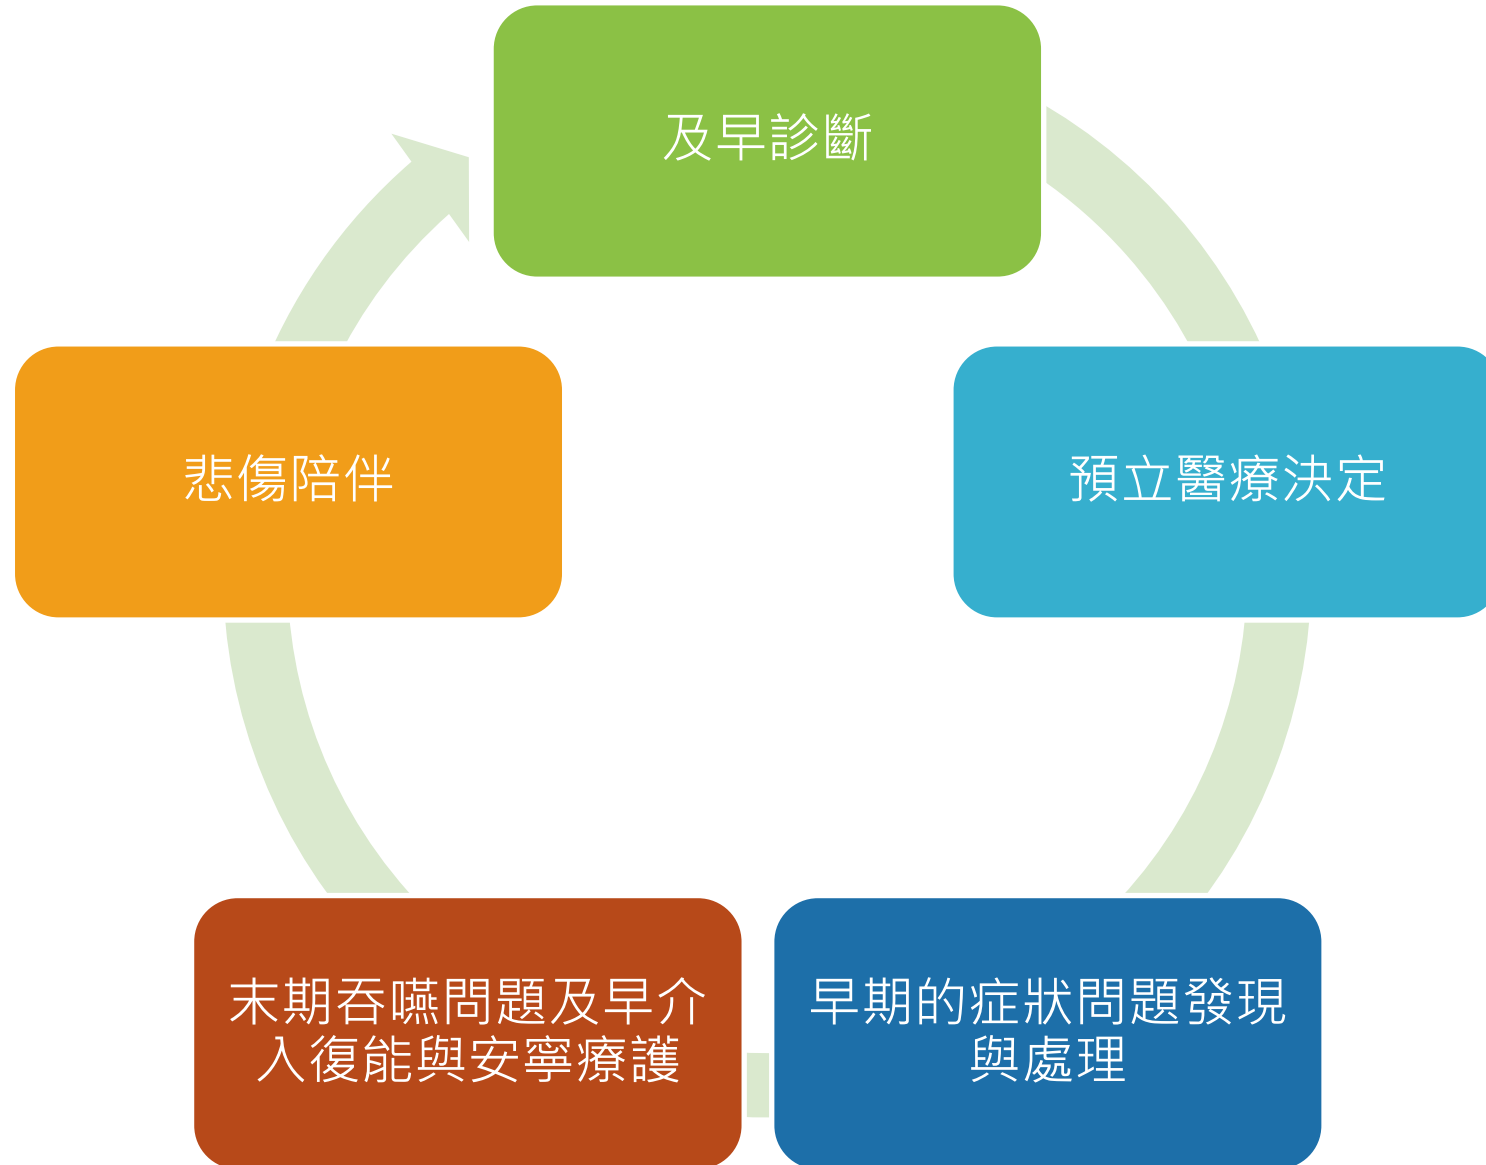 及早診斷
預立醫療決定
早期的症狀問題發現
與處理
末期吞嚥問題及早介
入復能與安寧療護
悲傷陪伴